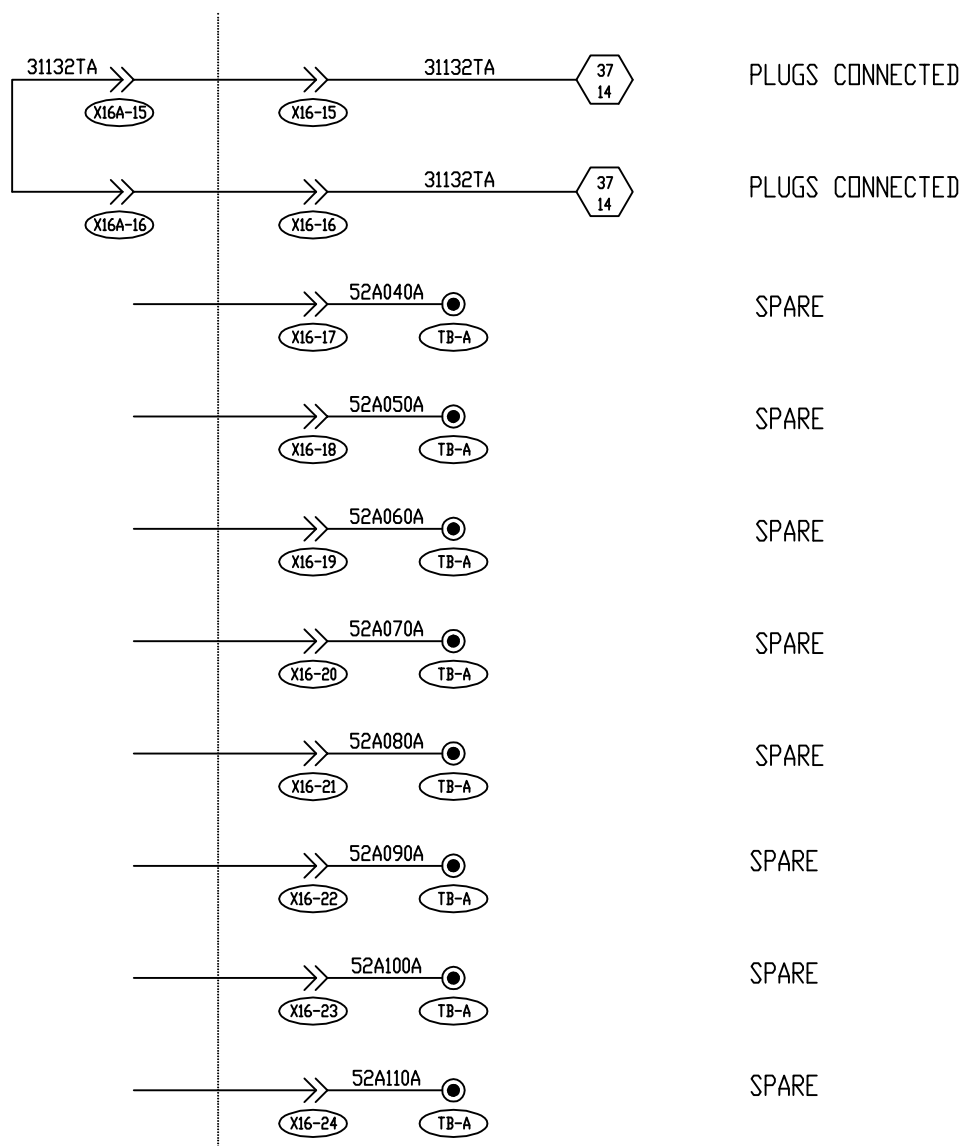 31132TA 31132TA 37 PLUGS CONNECTED
14
X16A-15 X16-15
31132TA 37 PLUGS CONNECTED
14
X16A-16 X16-16
52A040A SPARE
X16-17 TB-A
52A050A SPARE
X16-18 TB-A
52A060A SPARE
X16-19 TB-A
52A070A SPARE
X16-20 TB-A
52A080A SPARE
X16-21 TB-A
52A090A SPARE
X16-22 TB-A
52A100A SPARE
X16-23 TB-A
52A110A SPARE
X16-24 TB-A